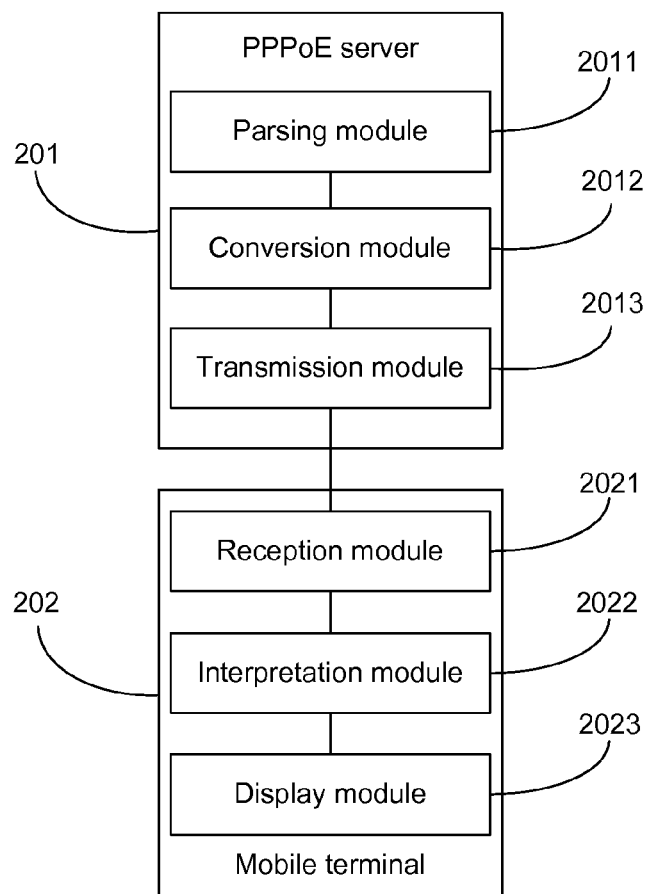 PPPoE server
2011
Parsing module
201
2012
Conversion module
2013
Transmission module
2021
Reception module
202
2022
Interpretation module
2023
Display module
Mobile terminal